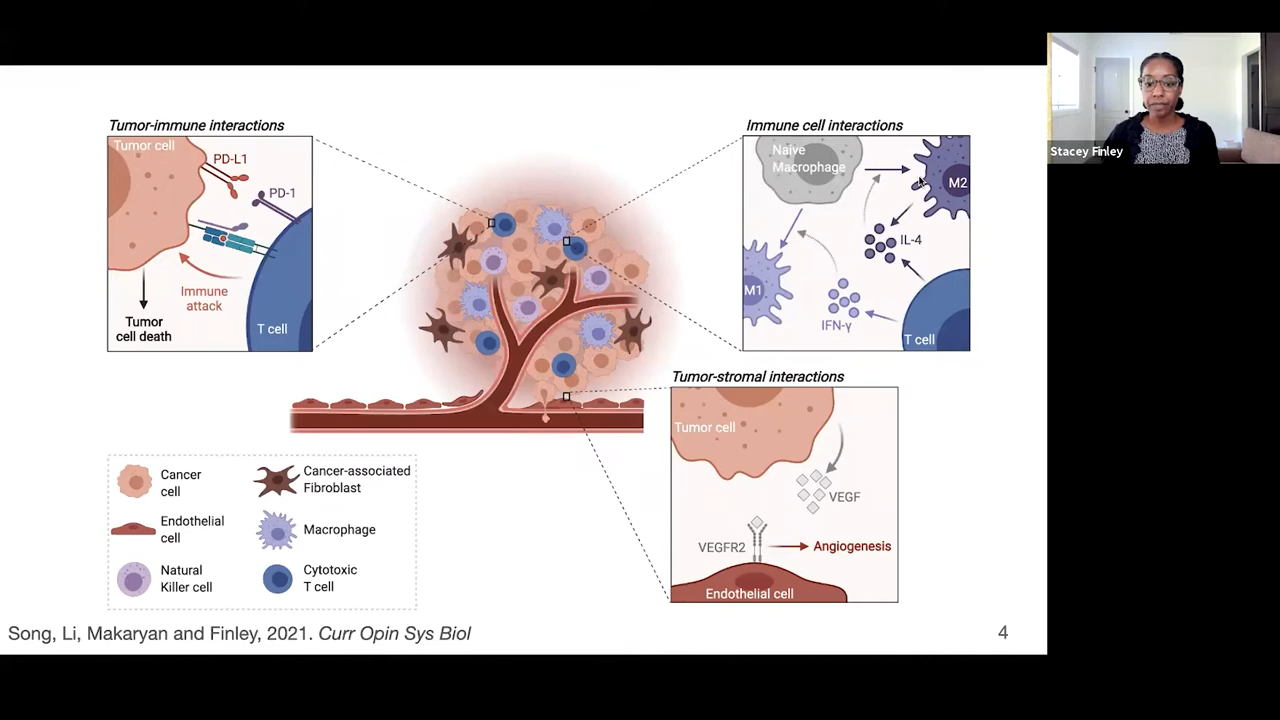 Tumor-immune interactions
Tumor cell
PD-L1
PD-1
Immune
attack
Tumor
cell death
T cell
Immune cell interactions
Naïve
Macrophage
M2
IL-4
M1
IFN-γ
T cell
Tumor-stromal interactions
Tumor cell
VEGF
VEGFR2
Angiogenesis
Endothelial cell
Cancer
cell
Cancer-associated
Fibroblast
Endothelial
cell
Macrophage
Natural
Killer cell
Cytotoxic
T cell
Song, Li, Makaryan and Finley, 2021. Curr Opin Sys Biol
4
Stacey Finley